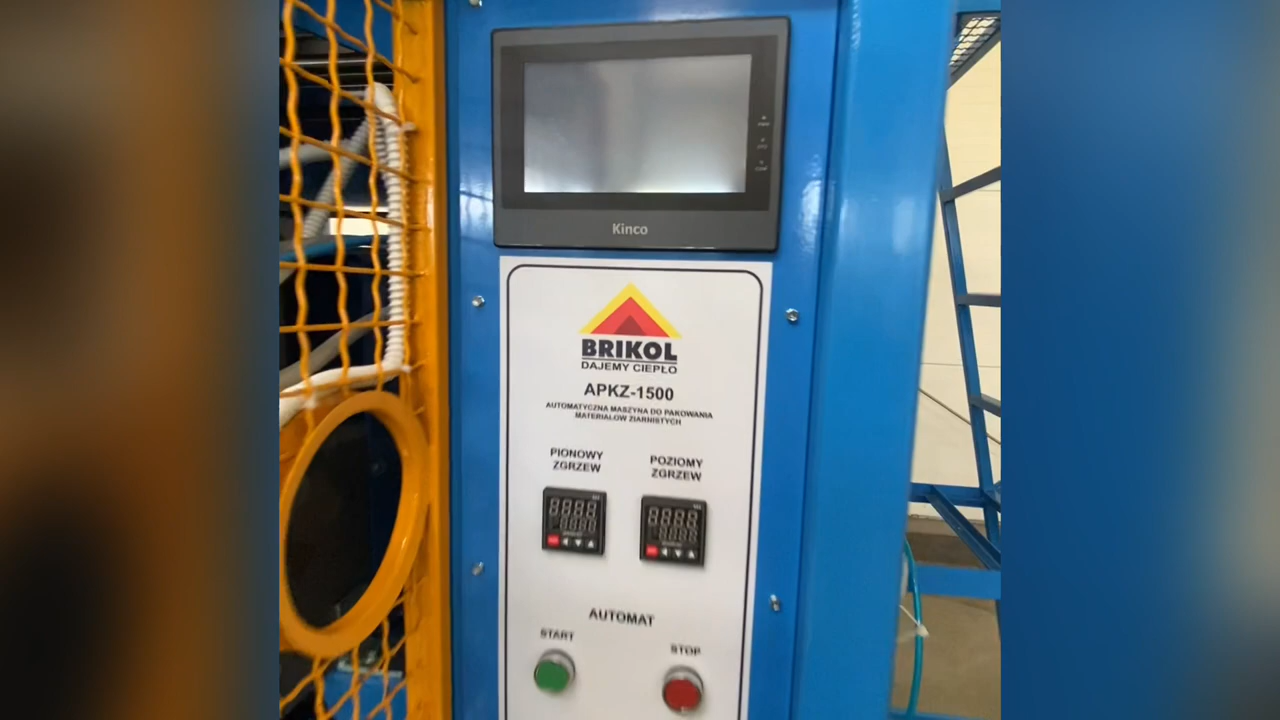 Kinco
BRIKOL
DAJEMY CIEPŁO
APKZ-1500
AUTOMATYCZNA MASZYNA DO PAKOWANIA
MATERIAŁÓW ZIARNISTYCH
PIONOWY
ZGRZEW
POZIOMY
ZGRZEW
AUTOMAT
START
STOP